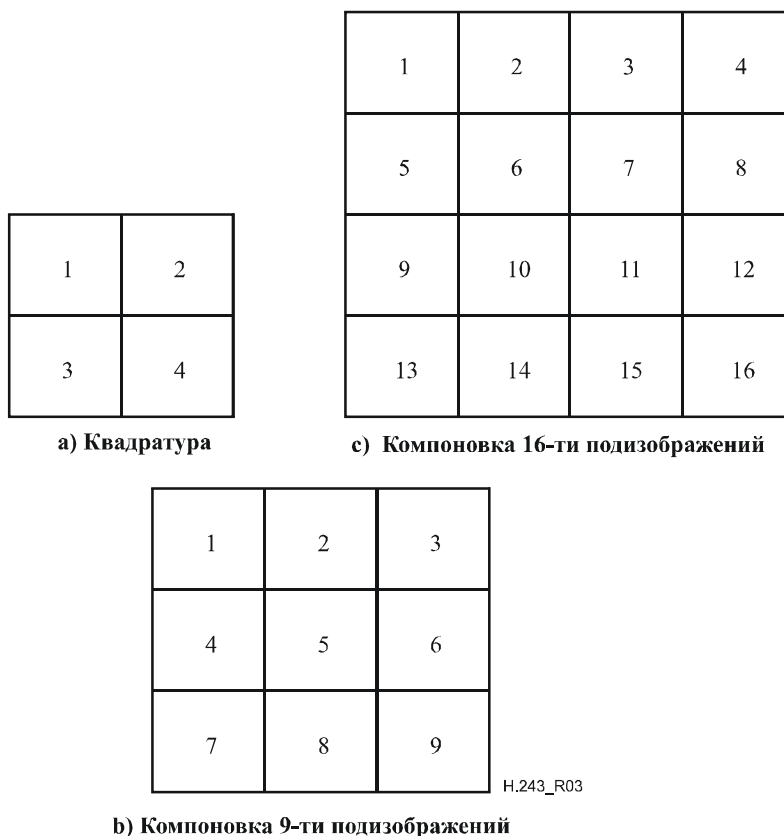 1 2 3 4
5 6 7 8
9 10 11 12
13 14 15 16
1 2
3 4
a) Квадратура
c) Компоновка 16-ти подизображений
1 2 3
4 5 6
7 8 9
H.243_R03
b) Компоновка 9-ти подизображений